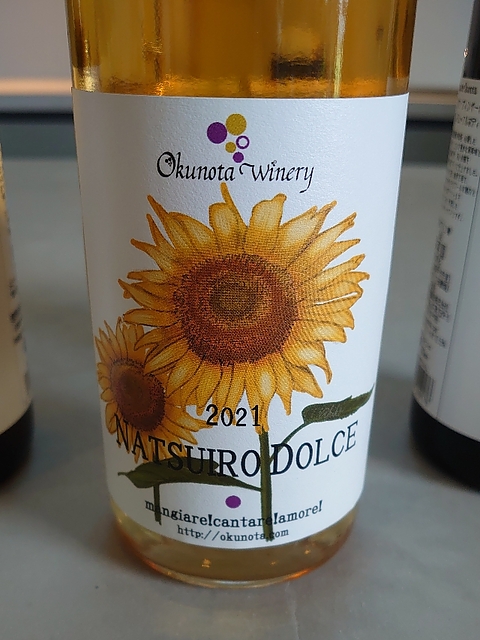 Okunota Winery
2021
NATSUIRO DOLCE
mangiare!cantare!amore!
http://okunota.com